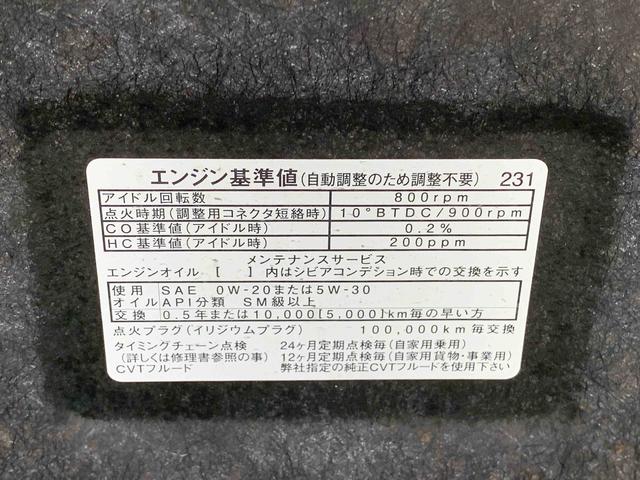 エンジン基準値(自動調整のため調整不要) 231
アイドル回転数 800rpm
点火時期(調整用コネクタ短絡時) 10°BTDC/900rpm
CO基準値(アイドル時) 0.2%
HC基準値(アイドル時) 200ppm
メンテナンスサービス
エンジンオイル [ ] 内はシビアコンデション時での交換を示す
使用 SAE 0W-20または5W-30
オイル API分類 SM級以上
交換 0.5年または10,000[5,000]km毎の早い方
点火プラグ(イリジウムプラグ) 100,000km毎交換
タイミングチェーン点検 24ヶ月定期点検毎(自家用乗用)
(詳しくは修理書参照の事) 12ヶ月定期点検毎(自家用貨物・事業用)
CVTフルード 弊社指定の純正CVTフルードを使用下さい